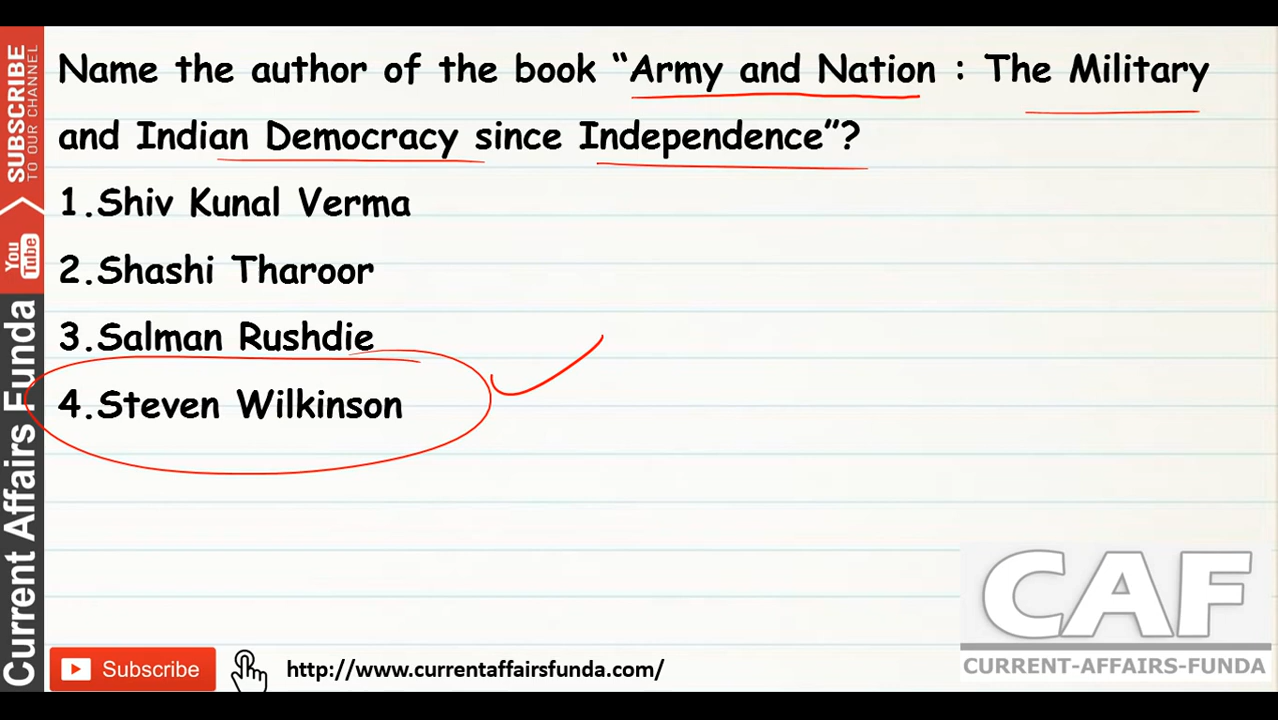 Name the author of the book “Army and Nation : The Military
and Indian Democracy since Independence”?
1.Shiv Kunal Verma
2.Shashi Tharoor
3.Salman Rushdie
4.Steven Wilkinson
SUBSCRIBE
TO OUR CHANNEL
You
Tube
Current Affairs Funda
CAF
CURRENT-AFFAIRS-FUNDA
Subscribe
http://www.currentaffairsfunda.com/